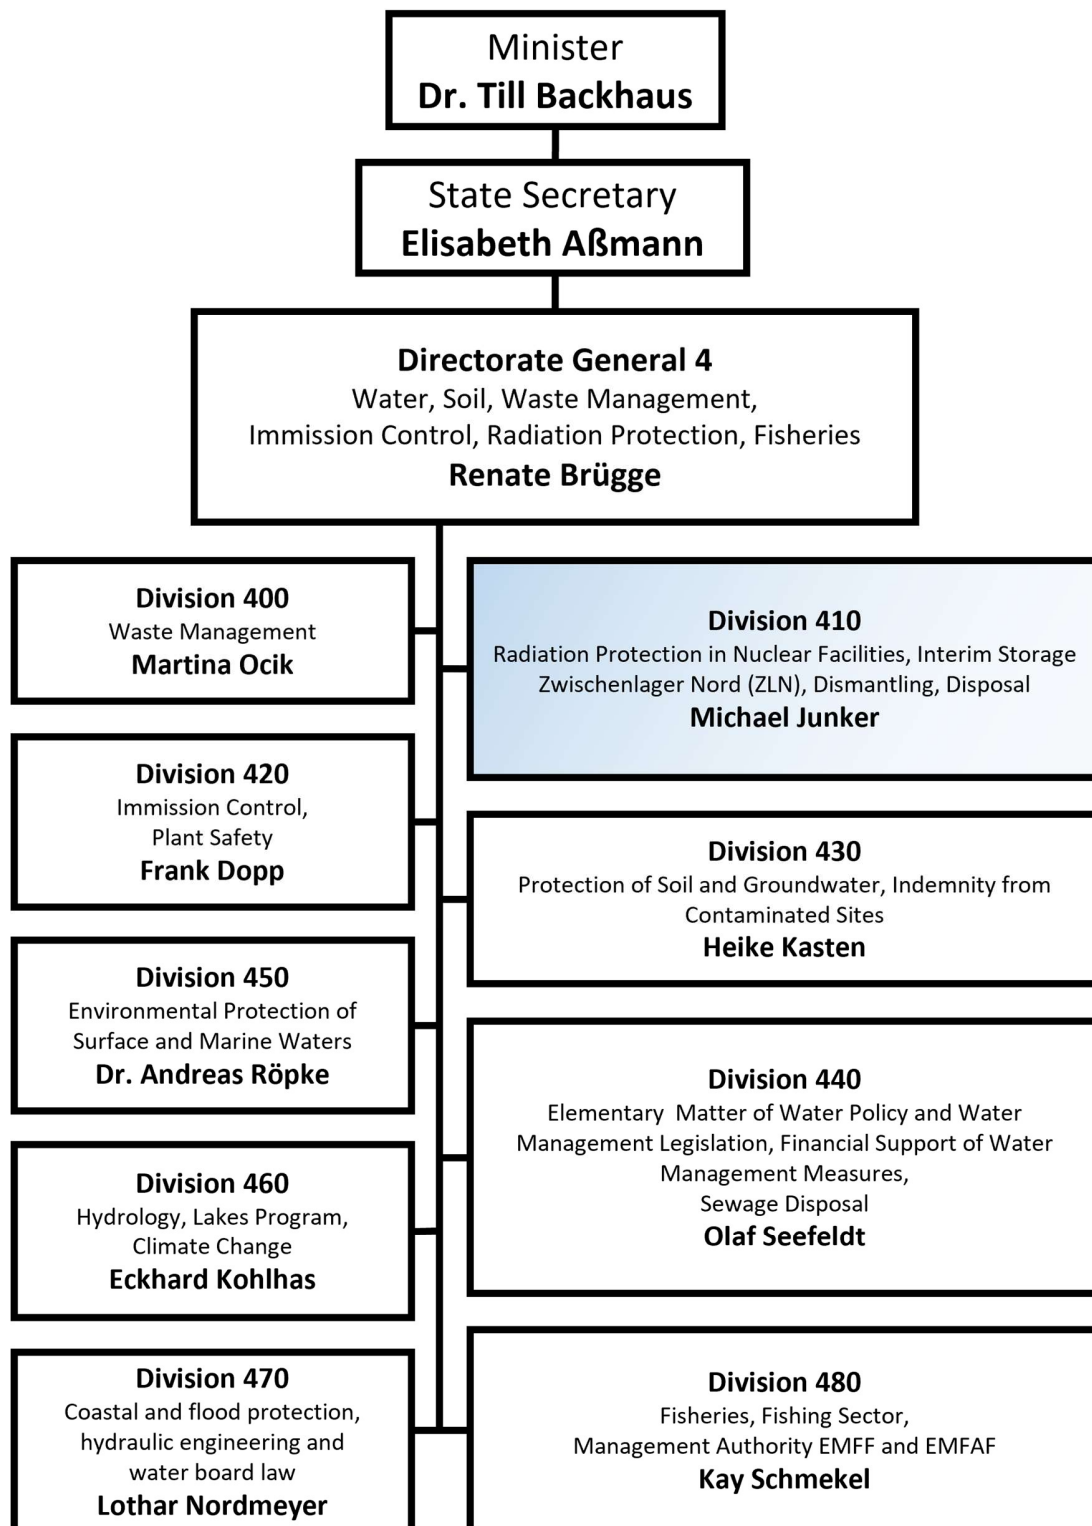 Minister
Dr. Till Backhaus
State Secretary
Elisabeth Aßmann
Directorate General 4
Water, Soil, Waste Management,
Immission Control, Radiation Protection, Fisheries
Renate Brügge
Division 400
Waste Management
Martina Ocik
Division 410
Radiation Protection in Nuclear Facilities, Interim Storage
Zwischenlager Nord (ZLN), Dismantling, Disposal
Michael Junker
Division 420
Immission Control,
Plant Safety
Frank Dopp
Division 430
Protection of Soil and Groundwater, Indemnity from
Contaminated Sites
Heike Kasten
Division 450
Environmental Protection of
Surface and Marine Waters
Dr. Andreas Röpke
Division 440
Elementary  Matter of Water Policy and Water
Management Legislation, Financial Support of Water
Management Measures,
Sewage Disposal
Olaf Seefeldt
Division 460
Hydrology, Lakes Program,
Climate Change
Eckhard Kohlhas
Division 470
Coastal and flood protection,
hydraulic engineering and
water board law
Lothar Nordmeyer
Division 480
Fisheries, Fishing Sector,
Management Authority EMFF and EMFAF
Kay Schmekel